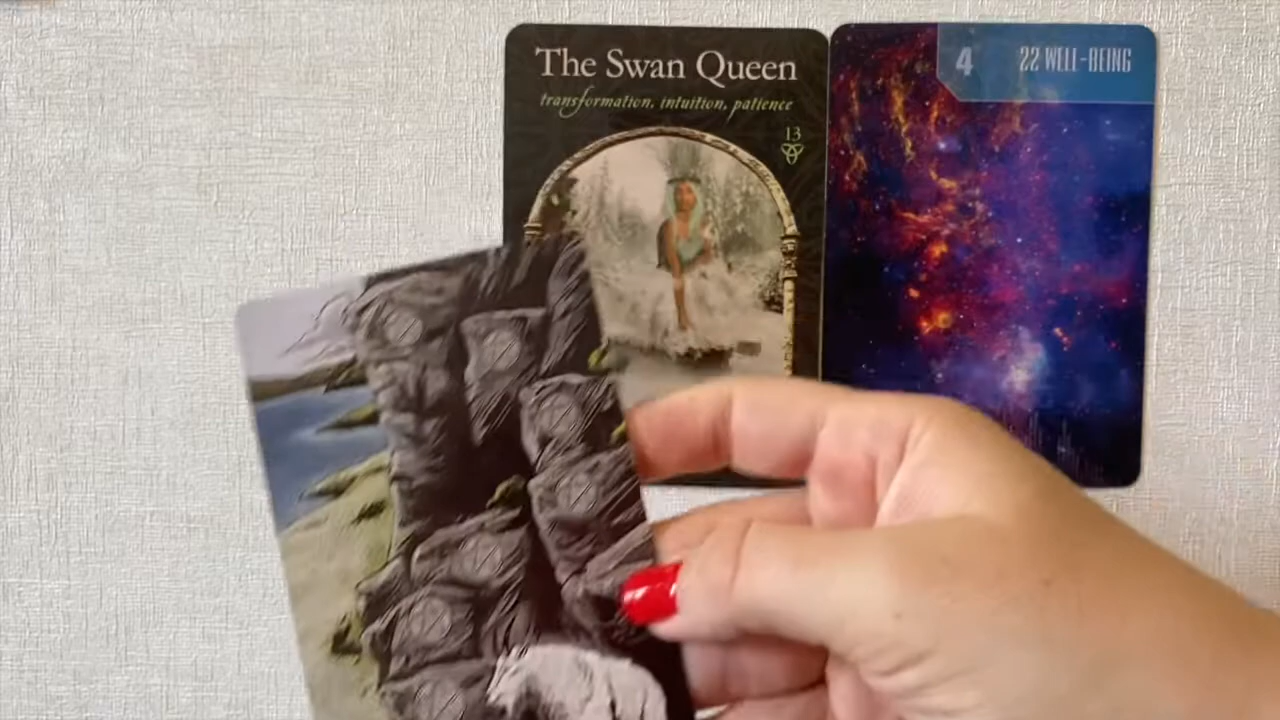 The Swan Queen
transformation, intuition, patience
13
4 22 WELL-BEING